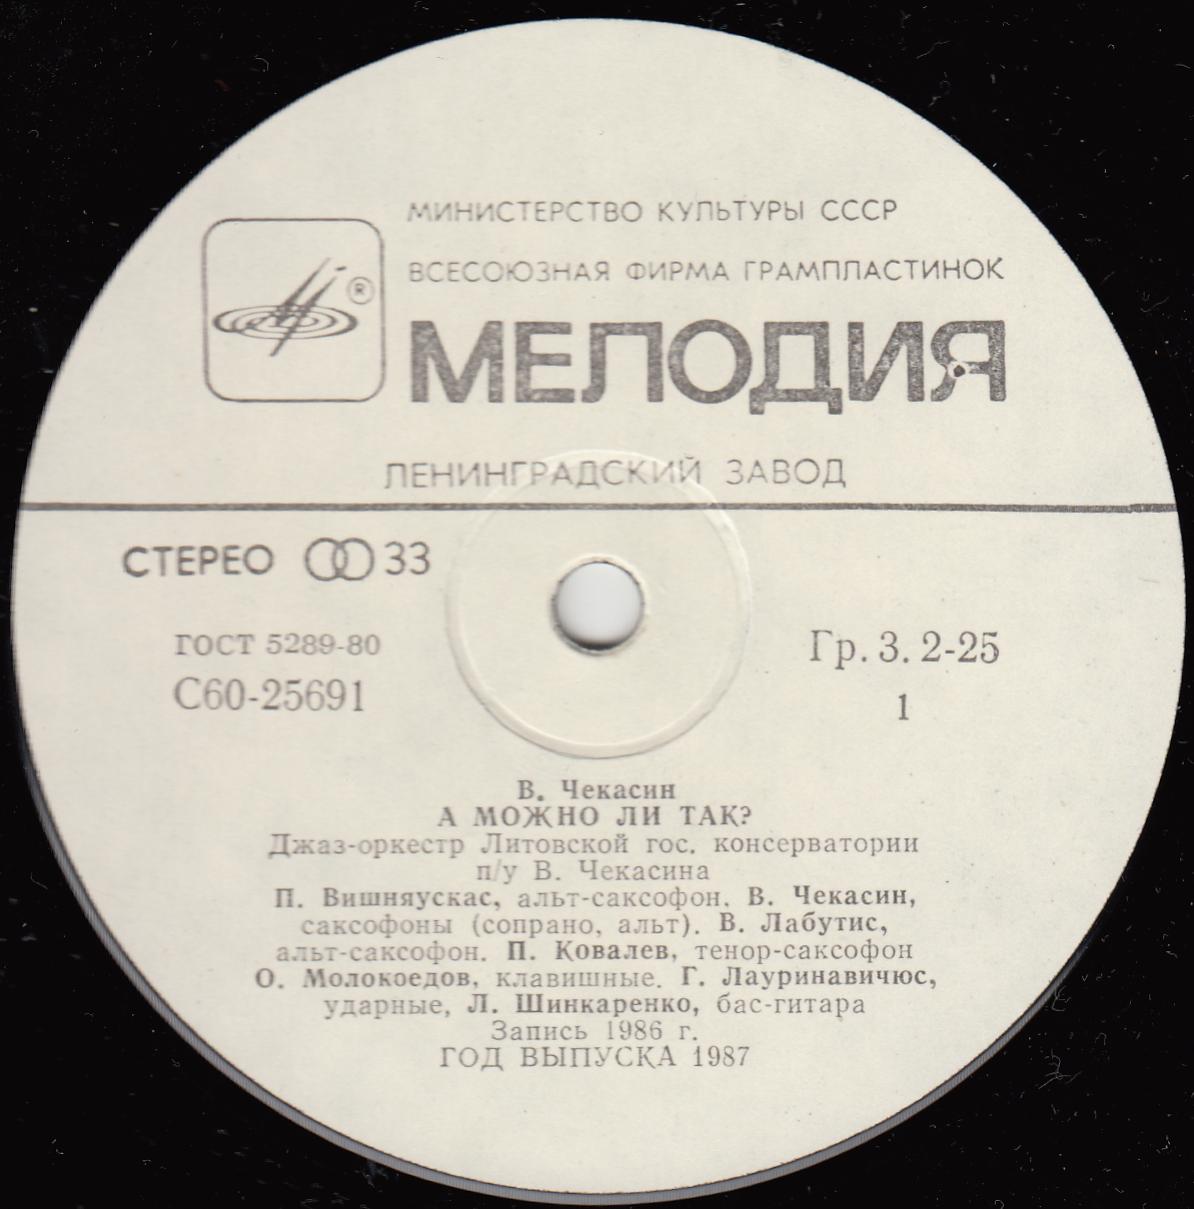 МИНИСТЕРСТВО КУЛЬТУРЫ СССР
ВСЕСОЮЗНАЯ ФИРМА ГРАМПЛАСТИНОК
®
МЕЛОДИЯ
ЛЕНИНГРАДСКИЙ ЗАВОД
СТЕРЕО 33
ГОСТ 5289-80
С60-25691
Гр. 3. 2-25
1
В. Чекасин
А МОЖНО ЛИ ТАК?
Джаз-оркестр Литовской гос. консерватории
п/у В. Чекасина
П. Вишняускас, альт-саксофон. В. Чекасин,
саксофоны (сопрано, альт). В. Лабутис,
альт-саксофон. П. Ковалев, тенор-саксофон
О. Молокоедов, клавишные. Г. Лауринавичюс,
ударные, Л. Шинкаренко, бас-гитара
Запись 1986 г.
ГОД ВЫПУСКА 1987